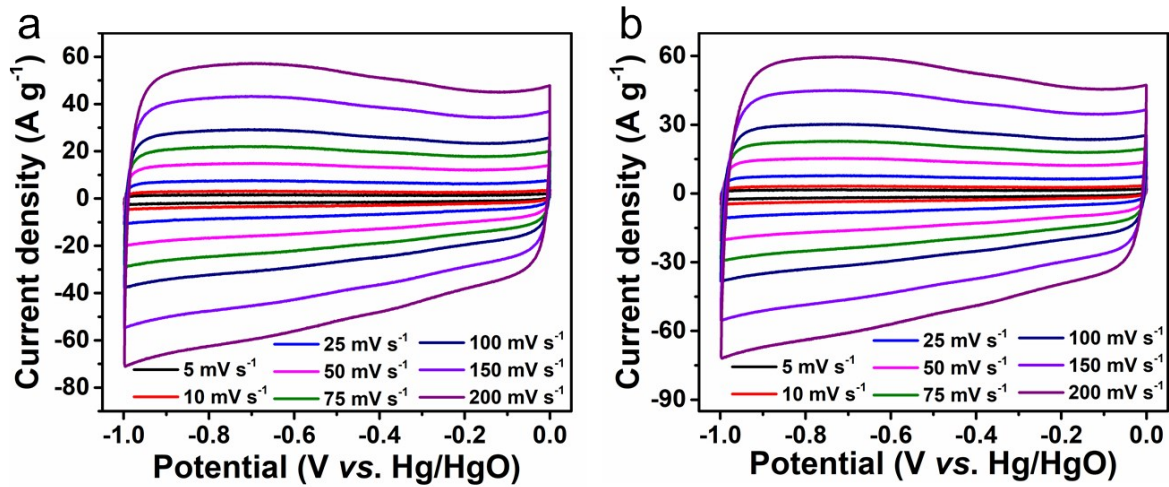 a
Current density (A g⁻¹)
60
40
20
0
-20
-40
-60
-80
5 mV s⁻¹
10 mV s⁻¹
25 mV s⁻¹
50 mV s⁻¹
75 mV s⁻¹
100 mV s⁻¹
150 mV s⁻¹
200 mV s⁻¹
-1.0 -0.8 -0.6 -0.4 -0.2 0.0
Potential (V vs. Hg/HgO)
b
Current density (A g⁻¹)
60
30
0
-30
-60
-90
5 mV s⁻¹
10 mV s⁻¹
25 mV s⁻¹
50 mV s⁻¹
75 mV s⁻¹
100 mV s⁻¹
150 mV s⁻¹
200 mV s⁻¹
-1.0 -0.8 -0.6 -0.4 -0.2 0.0
Potential (V vs. Hg/HgO)